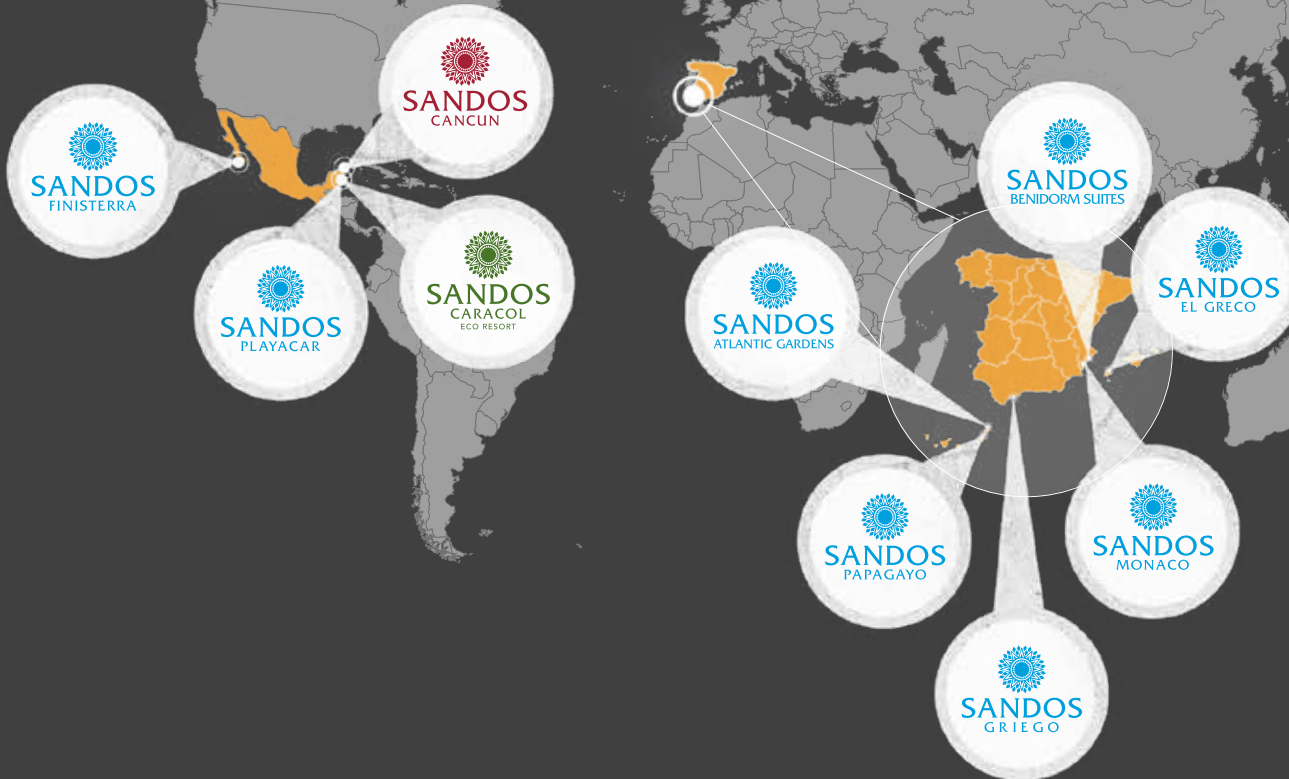 SANDOS
CANCUN
SANDOS
FINISTERRA
SANDOS
PLAYACAR
SANDOS
CARACOL
ECO RESORT
SANDOS
BENIDORM SUITES
SANDOS
EL GRECO
SANDOS
ATLANTIC GARDENS
SANDOS
PAPAGAYO
SANDOS
MONACO
SANDOS
GRIEGO